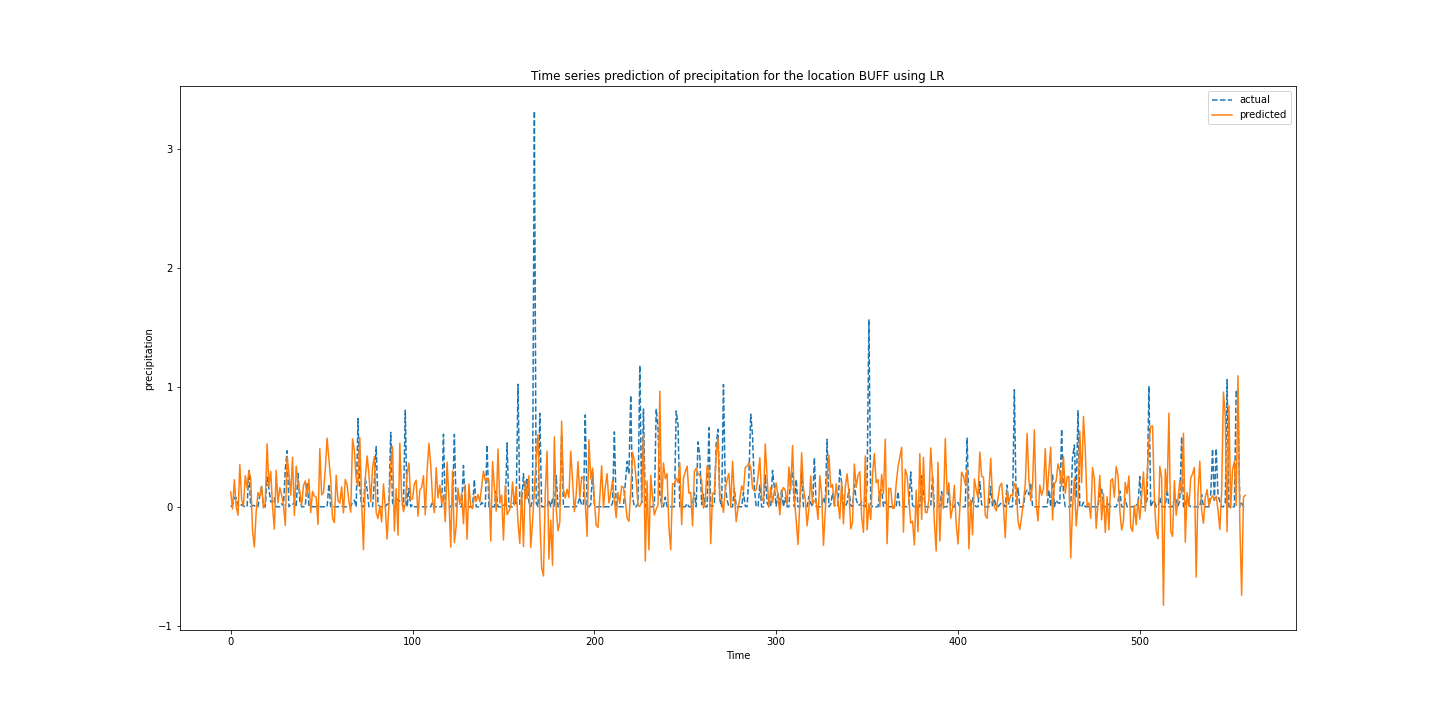 Time series prediction of precipitation for the location BUFF using LR
actual
predicted
3
2
1
0
−1
precipitation
0
100
200
300
400
500
Time